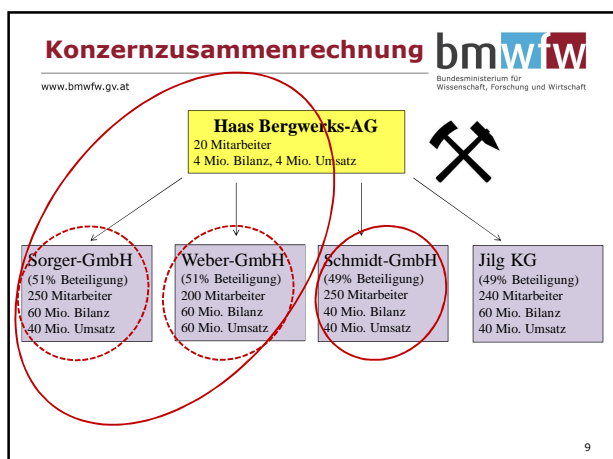 Konzernzusammenrechnung
bmwfw
Bundesministerium für
Wissenschaft, Forschung und Wirtschaft
www.bmwfw.gv.at
Haas Bergwerks-AG
20 Mitarbeiter
4 Mio. Bilanz, 4 Mio. Umsatz
Sorger-GmbH
(51% Beteiligung)
250 Mitarbeiter
60 Mio. Bilanz
40 Mio. Umsatz
Weber-GmbH
(51% Beteiligung)
200 Mitarbeiter
60 Mio. Bilanz
60 Mio. Umsatz
Schmidt-GmbH
(49% Beteiligung)
250 Mitarbeiter
40 Mio. Bilanz
40 Mio. Umsatz
Jilg KG
(49% Beteiligung)
240 Mitarbeiter
60 Mio. Bilanz
40 Mio. Umsatz
9